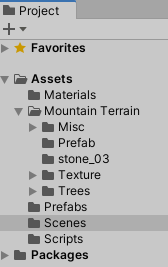 Project
Favorites
Assets
Materials
Mountain Terrain
Misc
Prefab
stone_03
Texture
Trees
Prefabs
Scenes
Scripts
Packages